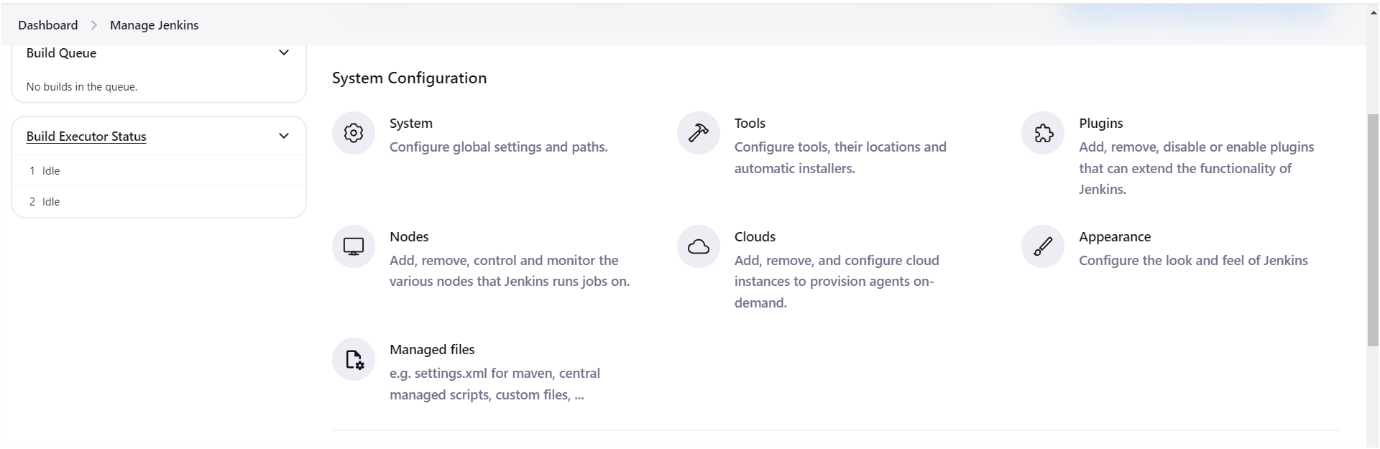 Dashboard > Manage Jenkins
Build Queue
No builds in the queue.
Build Executor Status
1 Idle
2 Idle
System Configuration
System
Configure global settings and paths.
Tools
Configure tools, their locations and
automatic installers.
Plugins
Add, remove, disable or enable plugins
that can extend the functionality of
Jenkins.
Nodes
Add, remove, control and monitor the
various nodes that Jenkins runs jobs on.
Clouds
Add, remove, and configure cloud
instances to provision agents on-
demand.
Appearance
Configure the look and feel of Jenkins
Managed files
e.g. settings.xml for maven, central
managed scripts, custom files, ...